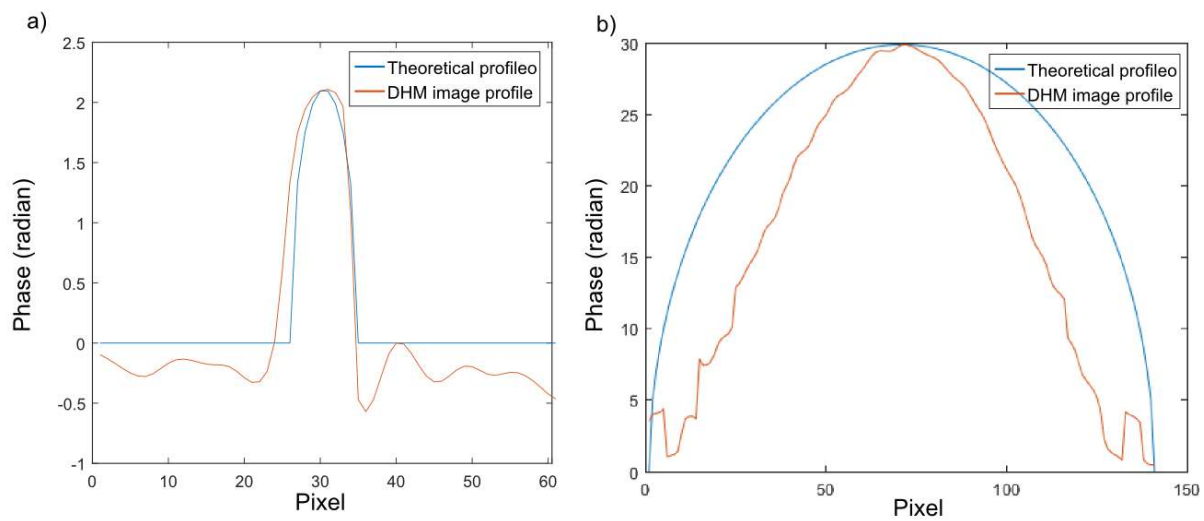 a)
2.5
2
1.5
1
0.5
0
-0.5
-1
0 10 20 30 40 50 60
Pixel
Phase (radian)
Theoretical profileo
DHM image profile
b)
30
25
20
15
10
5
0
0 50 100 150
Pixel
Phase (radian)
Theoretical profileo
DHM image profile